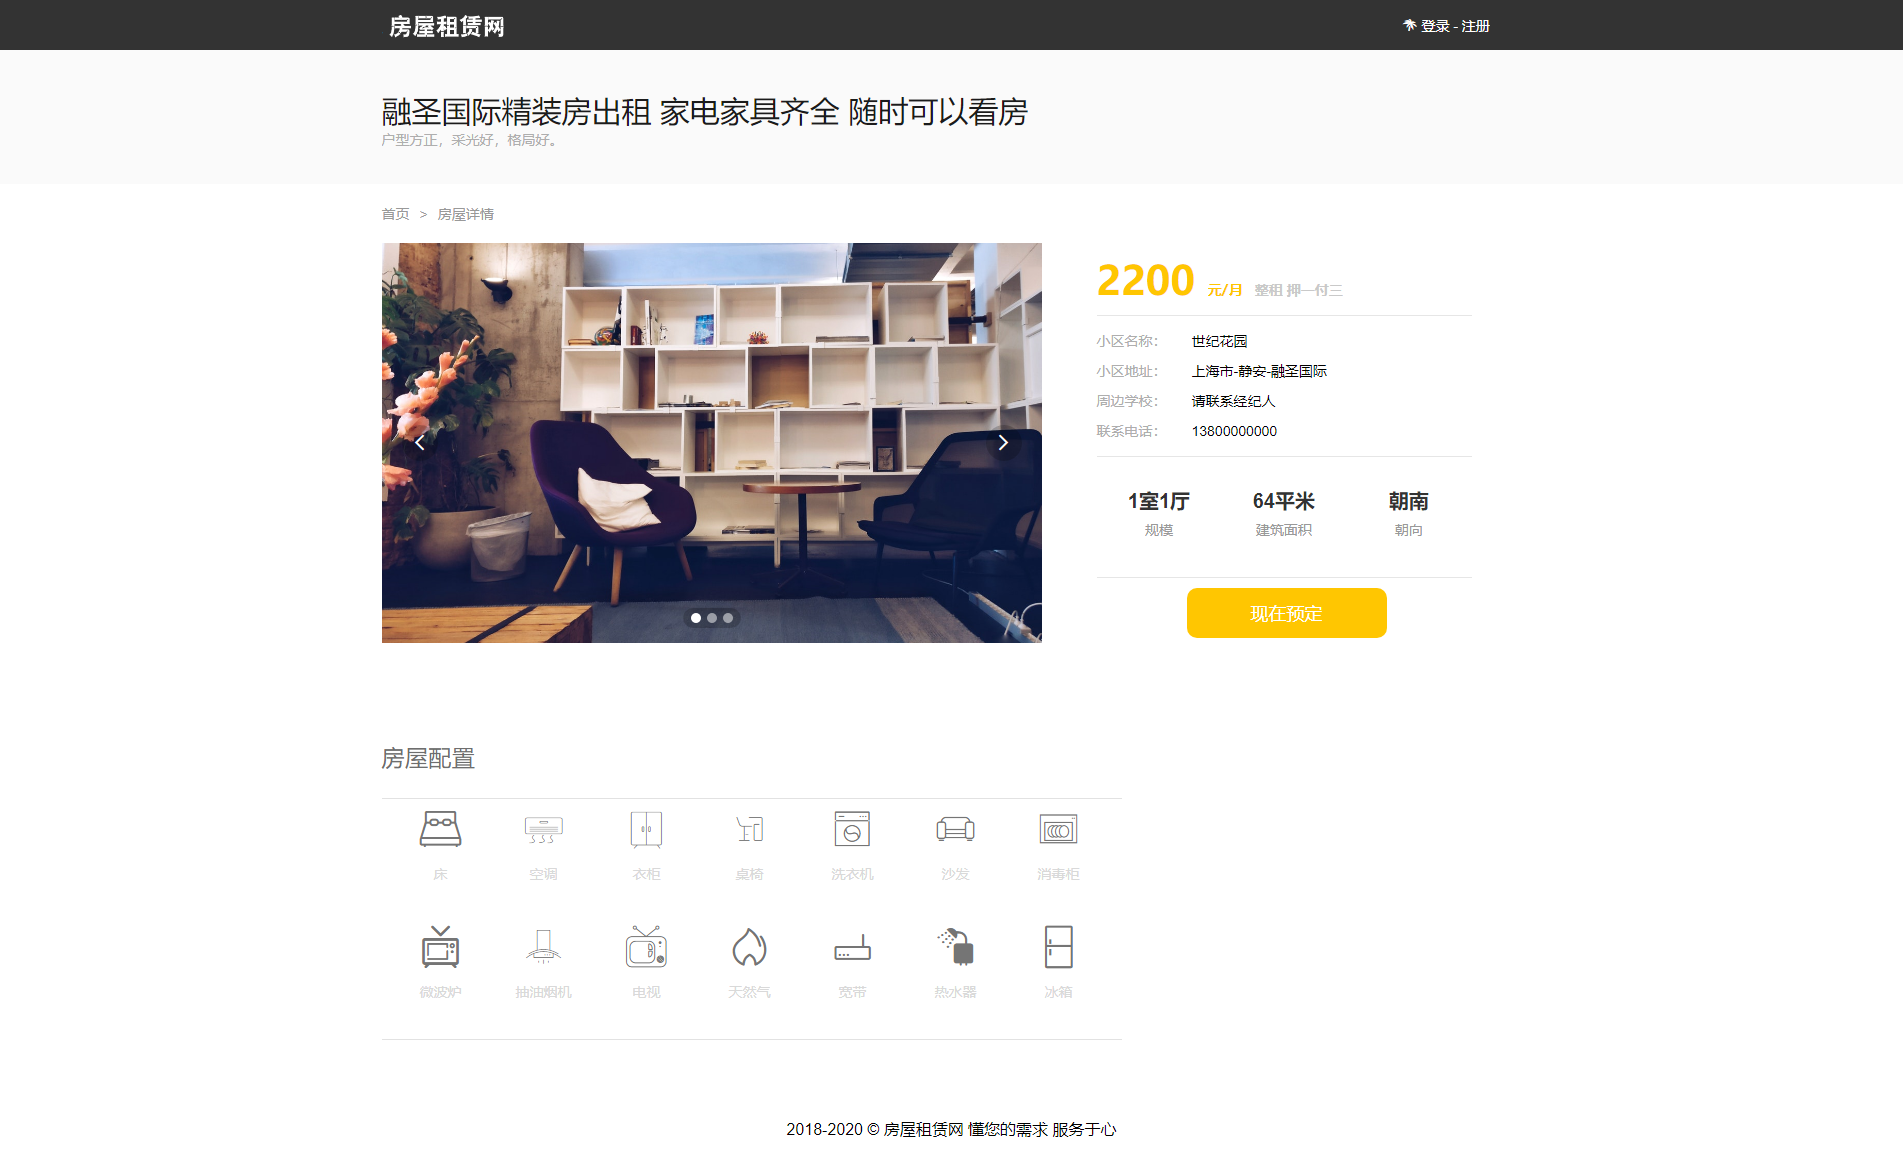 房屋租赁网
登录 - 注册
融圣国际精装房出租 家电家具齐全 随时可以看房
户型方正，采光好，格局好。
首页 > 房屋详情
2200 元/月 整租 押一付三
小区名称： 世纪花园
小区地址： 上海市-静安-融圣国际
周边学校： 请联系经纪人
联系电话： 13800000000
1室1厅 64平米 朝南
规模 建筑面积 朝向
现在预定
房屋配置
床 空调 衣柜 桌椅 洗衣机 沙发 消毒柜
微波炉 抽油烟机 电视 天然气 宽带 热水器 冰箱
2018-2020 © 房屋租赁网 懂您的需求 服务于心